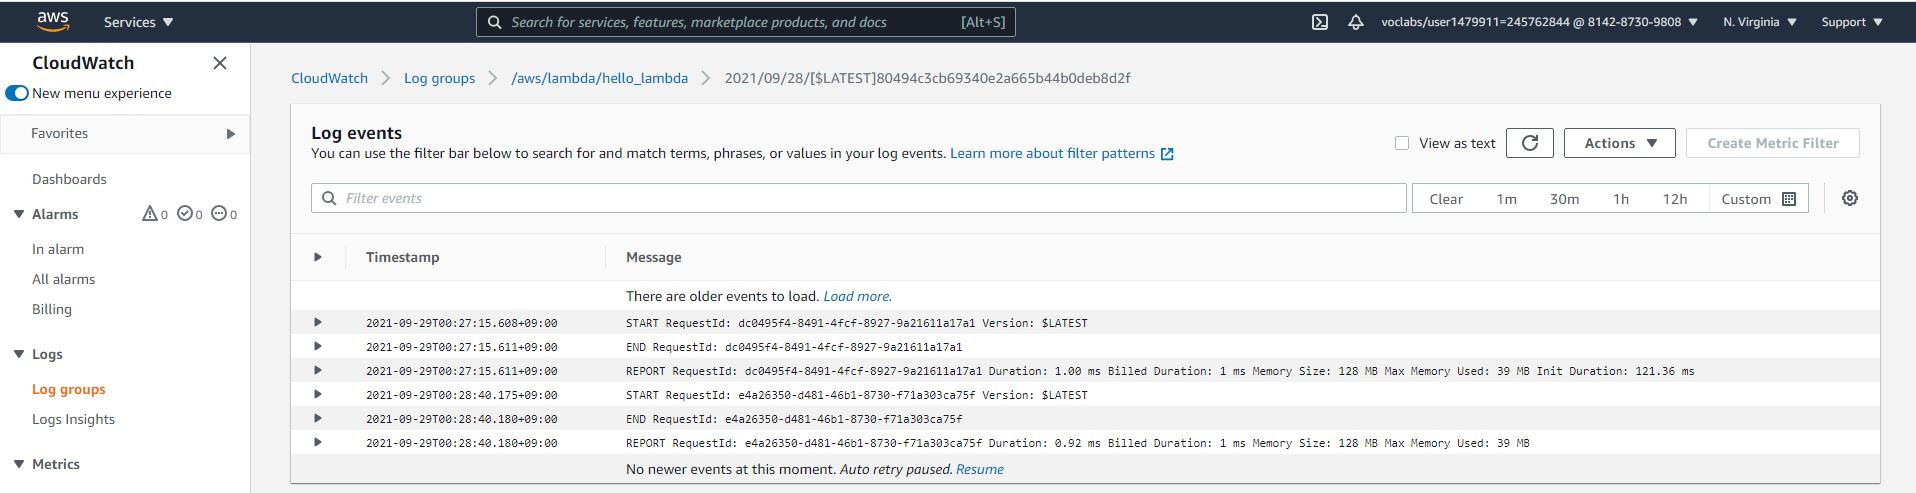 aws Services Search for services, features, marketplace products, and docs [Alt+S] voclabs/user1479911=245762844 @ 8142-8730-9808 N. Virginia Support
CloudWatch
New menu experience
Favorites
Dashboards
Alarms 0 0 0
In alarm
All alarms
Billing
Logs
Log groups
Logs Insights
Metrics
CloudWatch Log groups /aws/lambda/hello_lambda 2021/09/28/[$LATEST]80494c3cb69340e2a665b44b0deb8d2f
Log events
You can use the filter bar below to search for and match terms, phrases, or values in your log events. Learn more about filter patterns
View as text Actions Create Metric Filter
Filter events Clear 1m 30m 1h 12h Custom
Timestamp Message
There are older events to load. Load more.
2021-09-29T00:27:15.608+09:00 START RequestId: dc0495f4-8491-4fcf-8927-9a21611a17a1 Version: $LATEST
2021-09-29T00:27:15.611+09:00 END RequestId: dc0495f4-8491-4fcf-8927-9a21611a17a1
2021-09-29T00:27:15.611+09:00 REPORT RequestId: dc0495f4-8491-4fcf-8927-9a21611a17a1 Duration: 1.00 ms Billed Duration: 1 ms Memory Size: 128 MB Max Memory Used: 39 MB Init Duration: 121.36 ms
2021-09-29T00:28:40.175+09:00 START RequestId: e4a26350-d481-46b1-8730-f71a303ca75f Version: $LATEST
2021-09-29T00:28:40.180+09:00 END RequestId: e4a26350-d481-46b1-8730-f71a303ca75f
2021-09-29T00:28:40.180+09:00 REPORT RequestId: e4a26350-d481-46b1-8730-f71a303ca75f Duration: 0.92 ms Billed Duration: 1 ms Memory Size: 128 MB Max Memory Used: 39 MB
No newer events at this moment. Auto retry paused. Resume